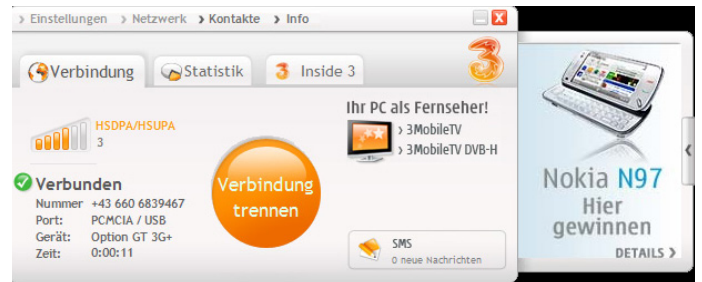 › Einstellungen › Netzwerk › Kontakte › Info
Verbindung Statistik 3 Inside 3
3
HSDPA/HSUPA
3
Verbunden
Nummer +43 660 6839467
Port: PCMCIA / USB
Gerät: Option GT 3G+
Zeit: 0:00:11
Verbindung
trennen
Ihr PC als Fernseher!
› 3MobileTV
› 3MobileTV DVB-H
SMS
0 neue Nachrichten
Nokia N97
Hier
gewinnen
DETAILS ›